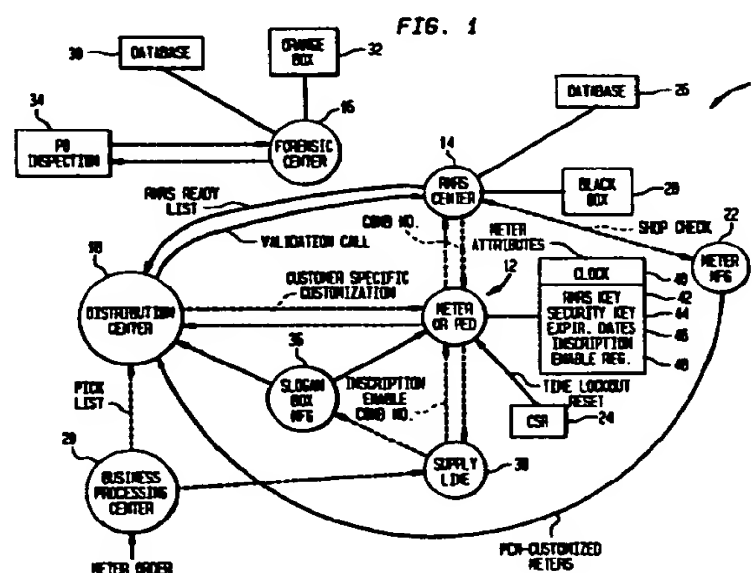 FIG. 1
30
DATABASE
ORANGE
BOX
32
34
16
PO
INSPECTION
FORENSIC
CENTER
DATABASE
26
14
RMRS
CENTER
BLACK
BOX
28
RMRS READY
LIST
COMB NO.
METER
ATTRIBUTES
SHOP CHECK
22
METER
MFG
VALIDATION CALL
18
12
CUSTOMER SPECIFIC
CUSTOMIZATION
DISTRIBUTION
CENTER
METER
OR PED
CLOCK
40
RMRS KEY
42
SECURITY KEY
44
EXPIR. DATES
46
INSCRIPTION
ENABLE REG.
48
36
SLOGAN
BOX
MFG
INSCRIPTION
ENABLE
COMB NO.
TIME LOCKOUT
RESET
CSR
24
PICK
LIST
20
BUSINESS
PROCESSING
CENTER
SUPPLY
LINE
38
METER ORDER
-CUSTOMIZED
METERS